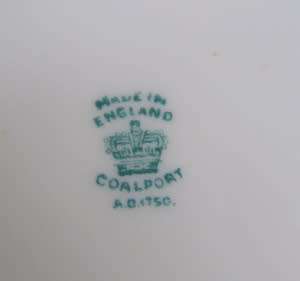 MADE IN
ENGLAND
COALPORT
A.D.1750.